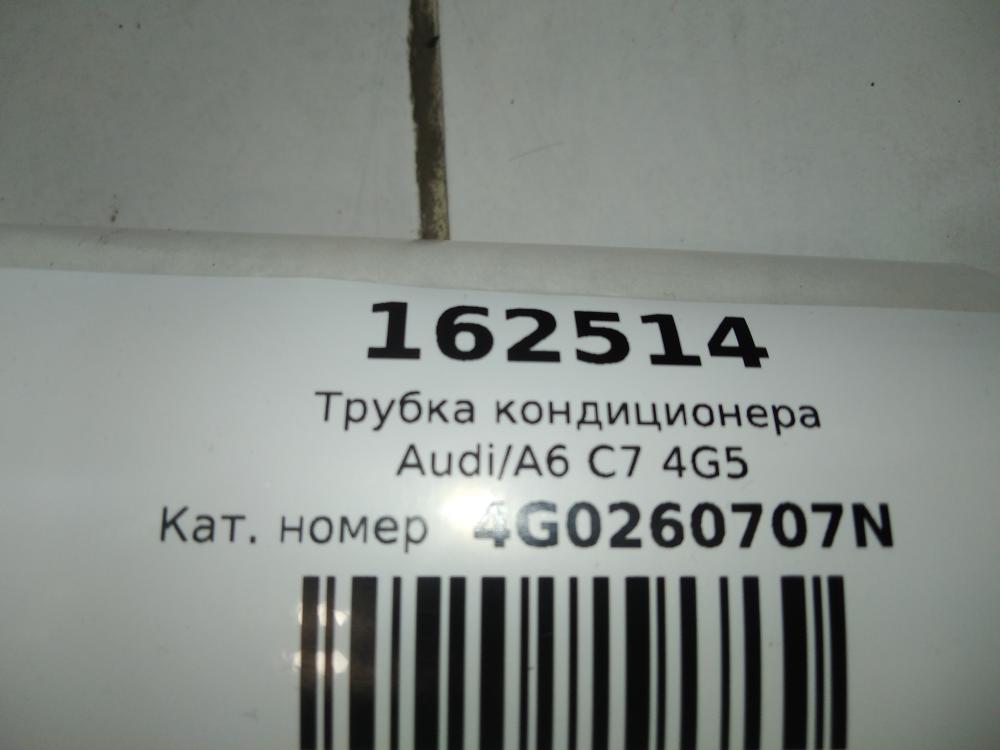 162514
Трубка кондиционера
Audi/A6 C7 4G5
Кат. номер 4G0260707N